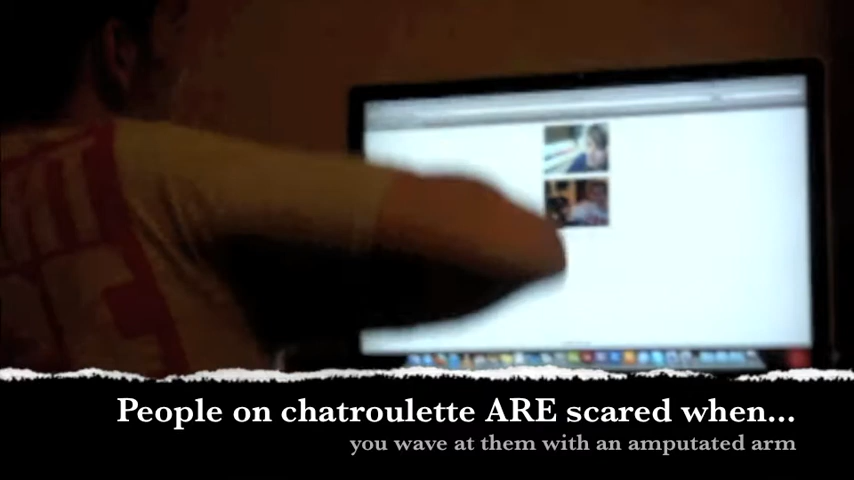 People on chatroulette ARE scared when...
you wave at them with an amputated arm